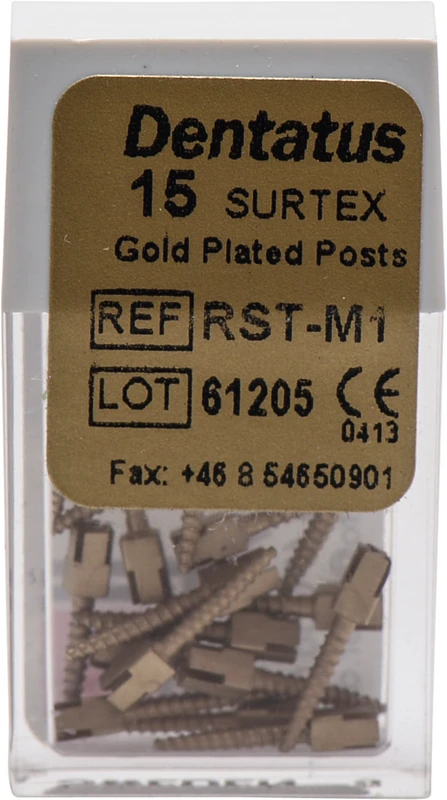 Dentatus
15 SURTEX
Gold Plated Posts
REF RST-M1
LOT 61205 CE
0413
Fax: +46 8 54650901